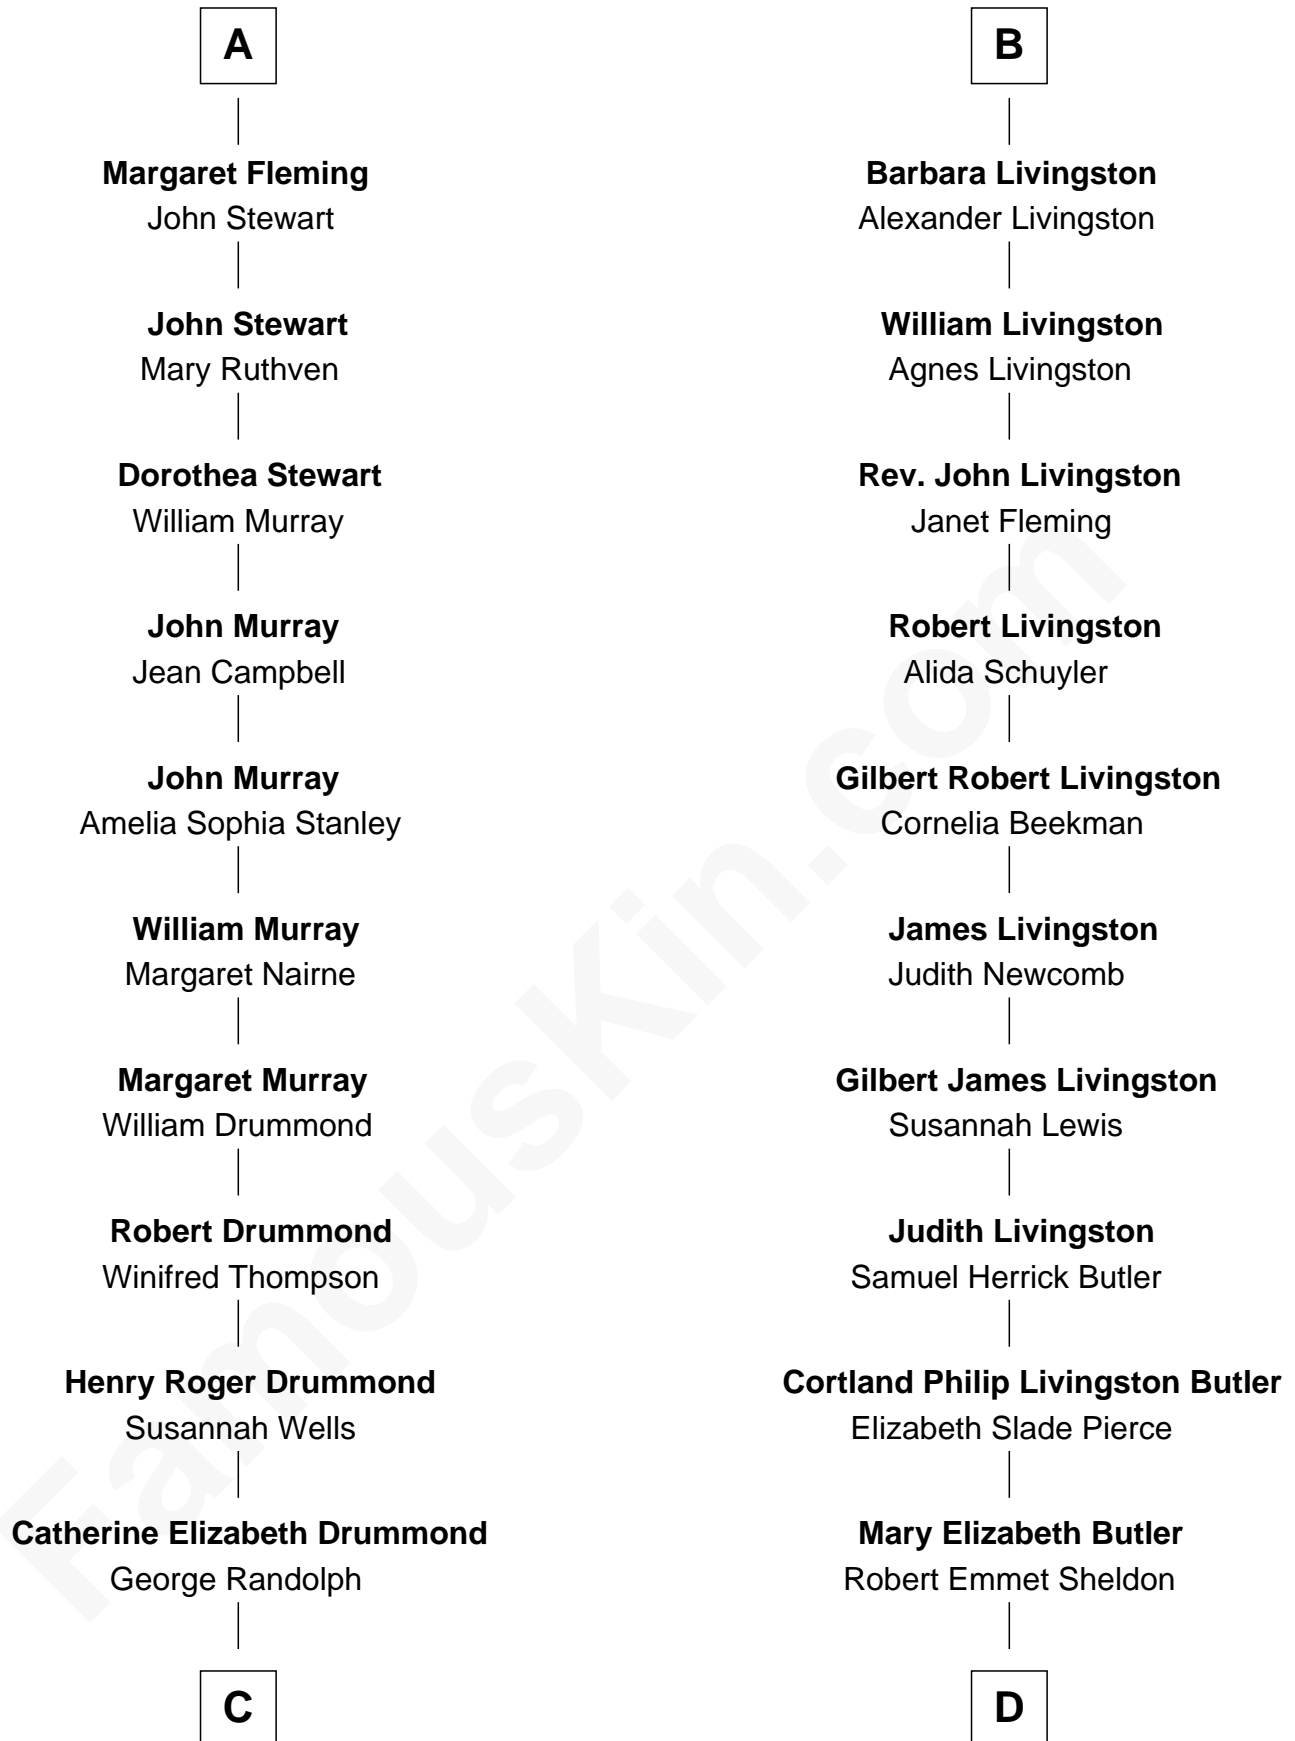 A
Margaret Fleming
John Stewart
John Stewart
Mary Ruthven
Dorothea Stewart
William Murray
John Murray
Jean Campbell
John Murray
Amelia Sophia Stanley
William Murray
Margaret Nairne
Margaret Murray
William Drummond
Robert Drummond
Winifred Thompson
Henry Roger Drummond
Susannah Wells
Catherine Elizabeth Drummond
George Randolph
C
B
Barbara Livingston
Alexander Livingston
William Livingston
Agnes Livingston
Rev. John Livingston
Janet Fleming
Robert Livingston
Alida Schuyler
Gilbert Robert Livingston
Cornelia Beekman
James Livingston
Judith Newcomb
Gilbert James Livingston
Susannah Lewis
Judith Livingston
Samuel Herrick Butler
Cortland Philip Livingston Butler
Elizabeth Slade Pierce
Mary Elizabeth Butler
Robert Emmet Sheldon
D
FamousKin.com